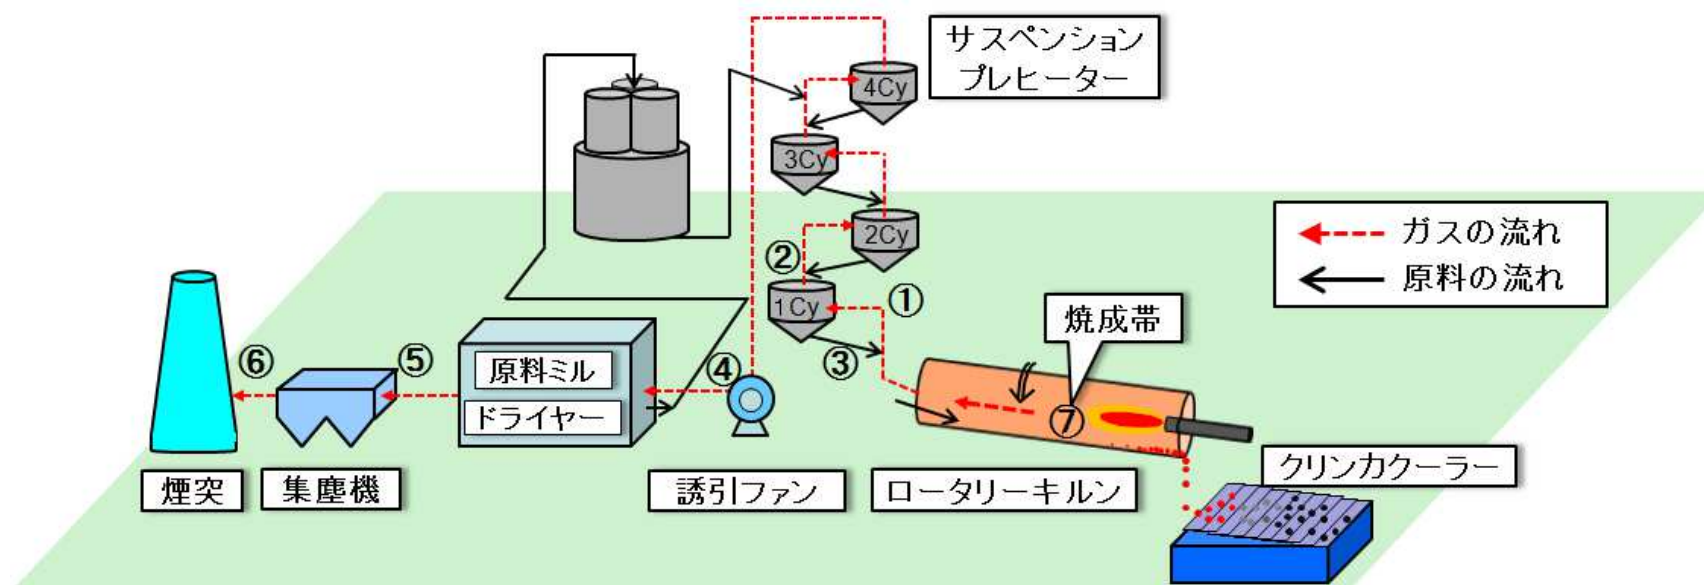 サスペンション
プレヒーター
4Cy
3Cy
2Cy
②
1Cy
①
③
ガスの流れ
原料の流れ
焼成帯
⑦
⑥
⑤
原料ミル
ドライヤー
④
煙突
集塵機
誘引ファン
ロータリーキルン
クリンカクーラー